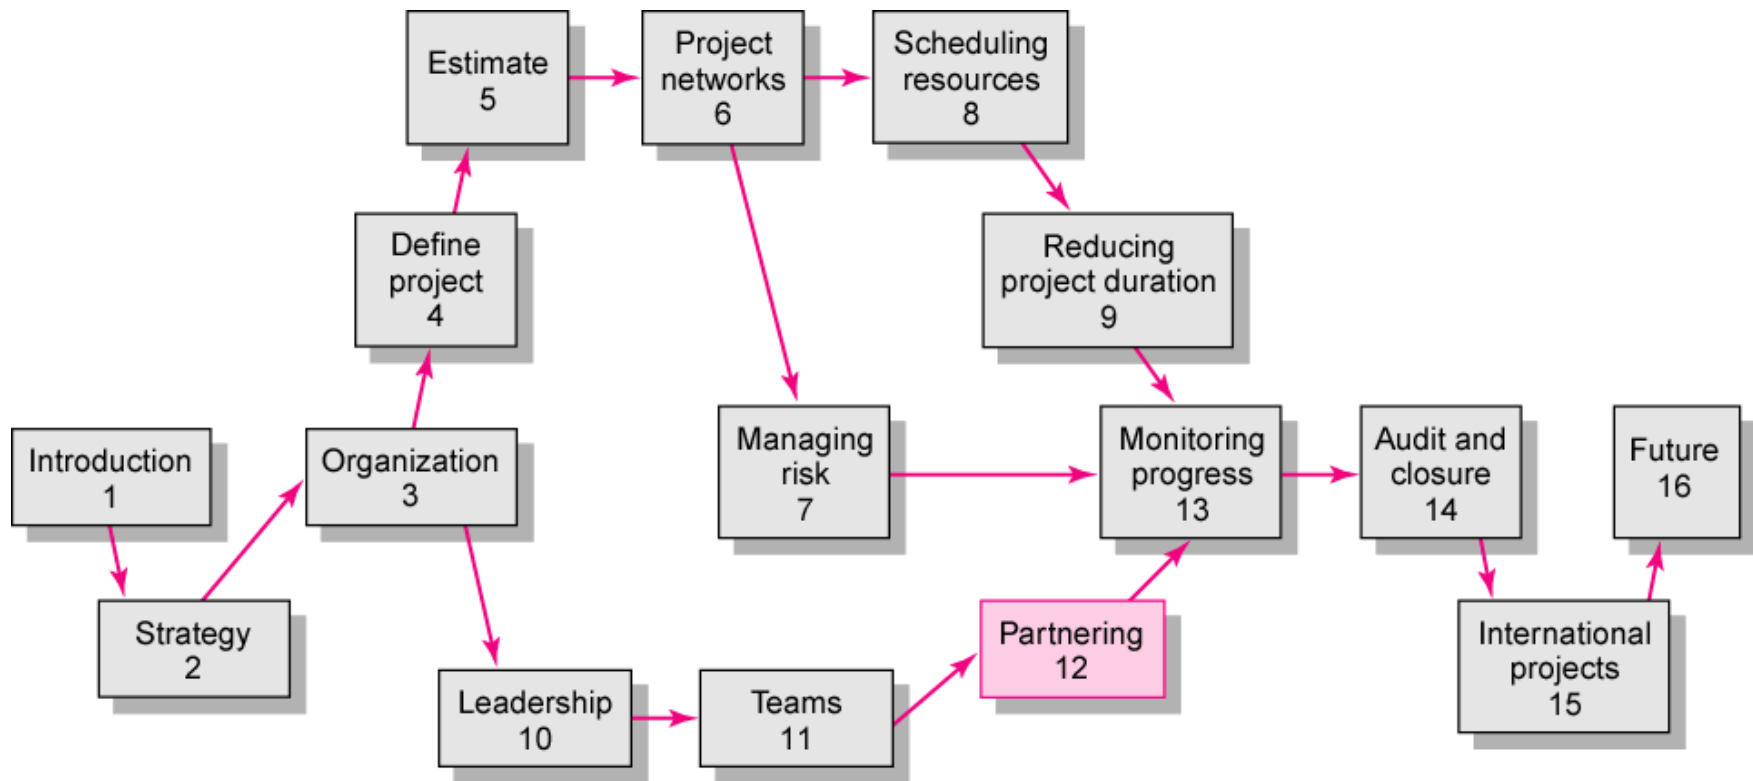 Estimate
5
Project
networks
6
Scheduling
resources
8
Define
project
4
Reducing
project duration
9
Introduction
1
Organization
3
Managing
risk
7
Monitoring
progress
13
Audit and
closure
14
Future
16
Strategy
2
Leadership
10
Teams
11
Partnering
12
International
projects
15